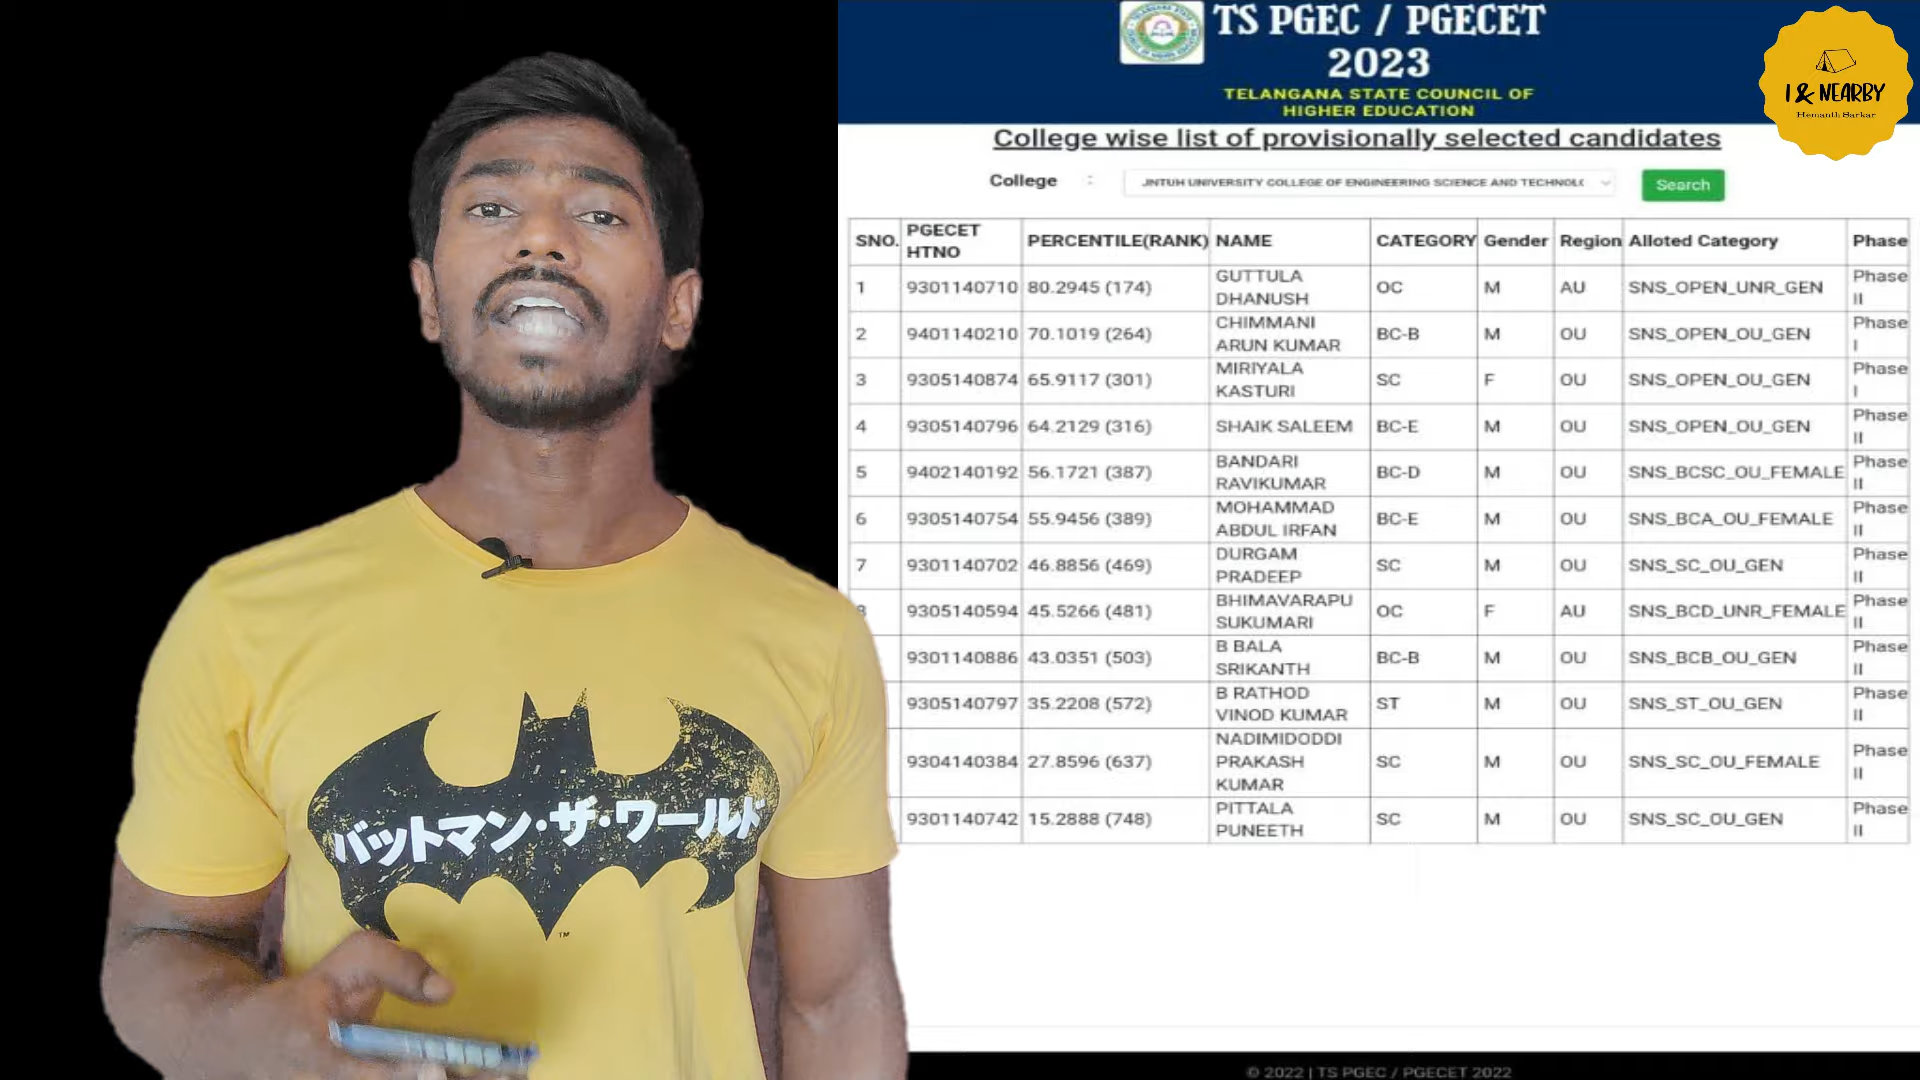 TELANGANA STATE
TS PGEC / PGECET
2023
TELANGANA STATE COUNCIL OF
HIGHER EDUCATION
I & NEARBY
Hemanth Sarkar
College wise list of provisionally selected candidates
College : JNTUH UNIVERSITY COLLEGE OF ENGINEERING SCIENCE AND TECHNOLO Search
SNO. PGECET HTNO PERCENTILE(RANK) NAME CATEGORY Gender Region Alloted Category Phase
1 9301140710 80.2945 (174) GUTTULA DHANUSH OC M AU SNS_OPEN_UNR_GEN Phase II
2 9401140210 70.1019 (264) CHIMMANI ARUN KUMAR BC-B M OU SNS_OPEN_OU_GEN Phase I
3 9305140874 65.9117 (301) MIRIYALA KASTURI SC F OU SNS_OPEN_OU_GEN Phase I
4 9305140796 64.2129 (316) SHAIK SALEEM BC-E M OU SNS_OPEN_OU_GEN Phase II
5 9402140192 56.1721 (387) BANDARI RAVIKUMAR BC-D M OU SNS_BCSC_OU_FEMALE Phase II
6 9305140754 55.9456 (389) MOHAMMAD ABDUL IRFAN BC-E M OU SNS_BCA_OU_FEMALE Phase II
7 9301140702 46.8856 (469) DURGAM PRADEEP SC M OU SNS_SC_OU_GEN Phase II
8 9305140594 45.5266 (481) BHIMAVARAPU SUKUMARI OC F AU SNS_BCD_UNR_FEMALE Phase II
9301140886 43.0351 (503) B BALA SRIKANTH BC-B M OU SNS_BCB_OU_GEN Phase II
9305140797 35.2208 (572) B RATHOD VINOD KUMAR ST M OU SNS_ST_OU_GEN Phase II
9304140384 27.8596 (637) NADIMIDODDI PRAKASH KUMAR SC M OU SNS_SC_OU_FEMALE Phase II
9301140742 15.2888 (748) PITTALA PUNEETH SC M OU SNS_SC_OU_GEN Phase II
バットマン・ザ・ワールド
TM
© 2022 | TS PGEC / PGECET 2022